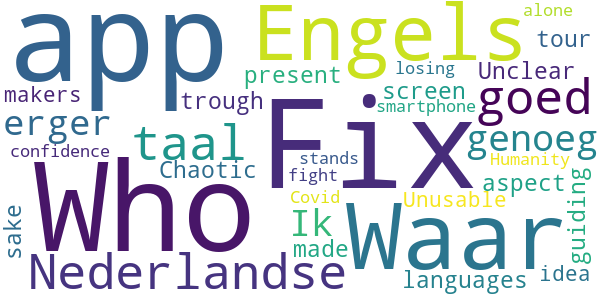 app
Engels
alone
tour
losing
present
Unclear
makers
trough
screen
goed
smartphone
erger
taal
Fix
genoeg
confidence
Chaotic
stands
Humanity
fight
aspect
Who
Covid
Unusable
guiding
sake
Ik
Waar
made
Nederlandse
languages
idea